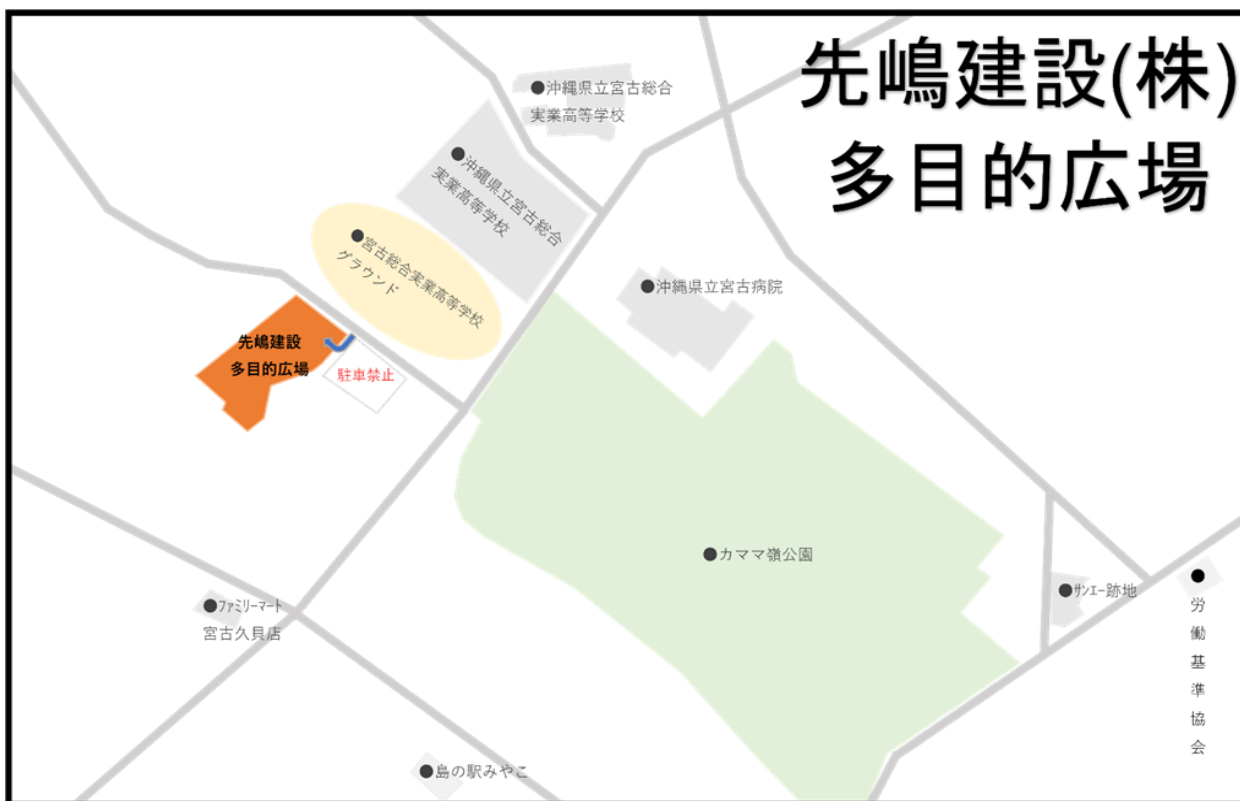 先嶋建設(株)
多目的広場
●沖縄県立宮古総合
実業高等学校
●沖縄県立宮古総合
実業高等学校
●宮古総合実業高等学校
グラウンド
●沖縄県立宮古病院
先嶋建設
多目的広場
駐車禁止
●カママ嶺公園
●ｻﾝｴｰ跡地
●
労
働
基
準
協
会
●ﾌｧﾐﾘｰﾏｰﾄ
宮古久貝店
●島の駅みやこ